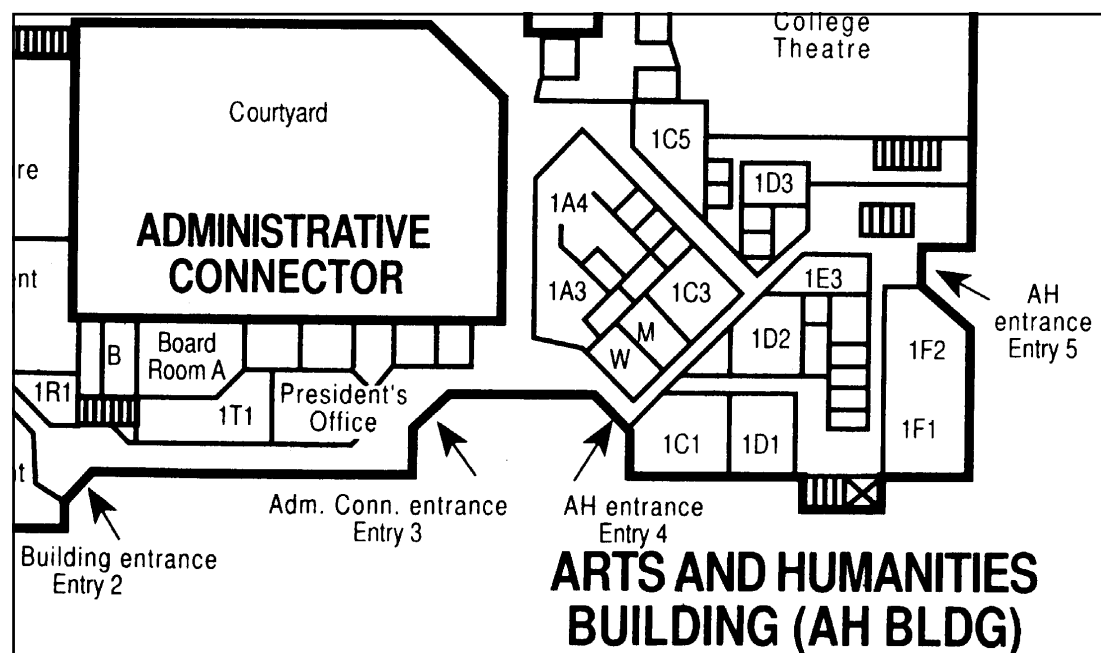 College
Theatre
Courtyard
1C5
re
1D3
1A4
ADMINISTRATIVE
CONNECTOR
ent
1A3
1C3
1E3
AH
entrance
Entry 5
M
W
1D2
1F2
B
Board
Room A
1R1
1T1
President's
Office
1C1
1D1
1F1
t
Adm. Conn. entrance
Entry 3
AH entrance
Entry 4
Building entrance
Entry 2
ARTS AND HUMANITIES
BUILDING (AH BLDG)